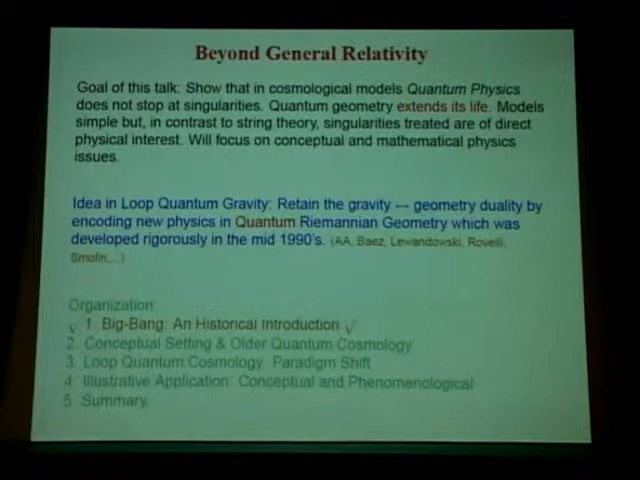 Beyond General Relativity
Goal of this talk: Show that in cosmological models Quantum Physics
does not stop at singularities. Quantum geometry extends its life. Models
simple but, in contrast to string theory, singularities treated are of direct
physical interest. Will focus on conceptual and mathematical physics
issues.
Idea in Loop Quantum Gravity: Retain the gravity — geometry duality by
encoding new physics in Quantum Riemannian Geometry which was
developed rigorously in the mid 1990's. (AA, Baez, Lewandowski, Rovelli,
Smolin,...)
Organization:
✓ 1. Big-Bang: An Historical Introduction ✓
2. Conceptual Setting & Older Quantum Cosmology
3. Loop Quantum Cosmology: Paradigm Shift
4. Illustrative Application: Conceptual and Phenomenological
5. Summary.